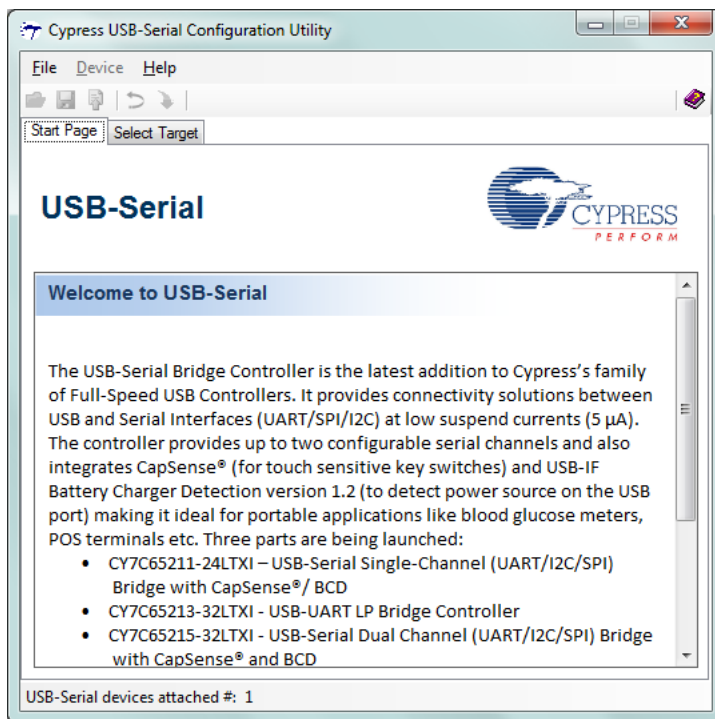 Cypress USB-Serial Configuration Utility
File Device Help
Start Page Select Target
USB-Serial
CYPRESS
PERFORM
Welcome to USB-Serial
The USB-Serial Bridge Controller is the latest addition to Cypress's family
of Full-Speed USB Controllers. It provides connectivity solutions between
USB and Serial Interfaces (UART/SPI/I2C) at low suspend currents (5 µA).
The controller provides up to two configurable serial channels and also
integrates CapSense® (for touch sensitive key switches) and USB-IF
Battery Charger Detection version 1.2 (to detect power source on the USB
port) making it ideal for portable applications like blood glucose meters,
POS terminals etc. Three parts are being launched:
• CY7C65211-24LTXI – USB-Serial Single-Channel (UART/I2C/SPI)
Bridge with CapSense®/ BCD
• CY7C65213-32LTXI - USB-UART LP Bridge Controller
• CY7C65215-32LTXI - USB-Serial Dual Channel (UART/I2C/SPI) Bridge
with CapSense® and BCD
USB-Serial devices attached #: 1